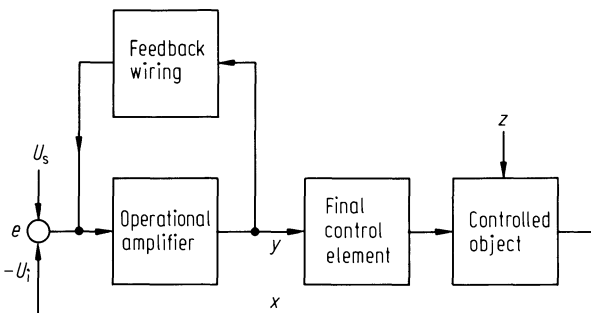 Feedback
wiring
z
U_s
e
Operational
amplifier
y
Final
control
element
Controlled
object
-U_i
x